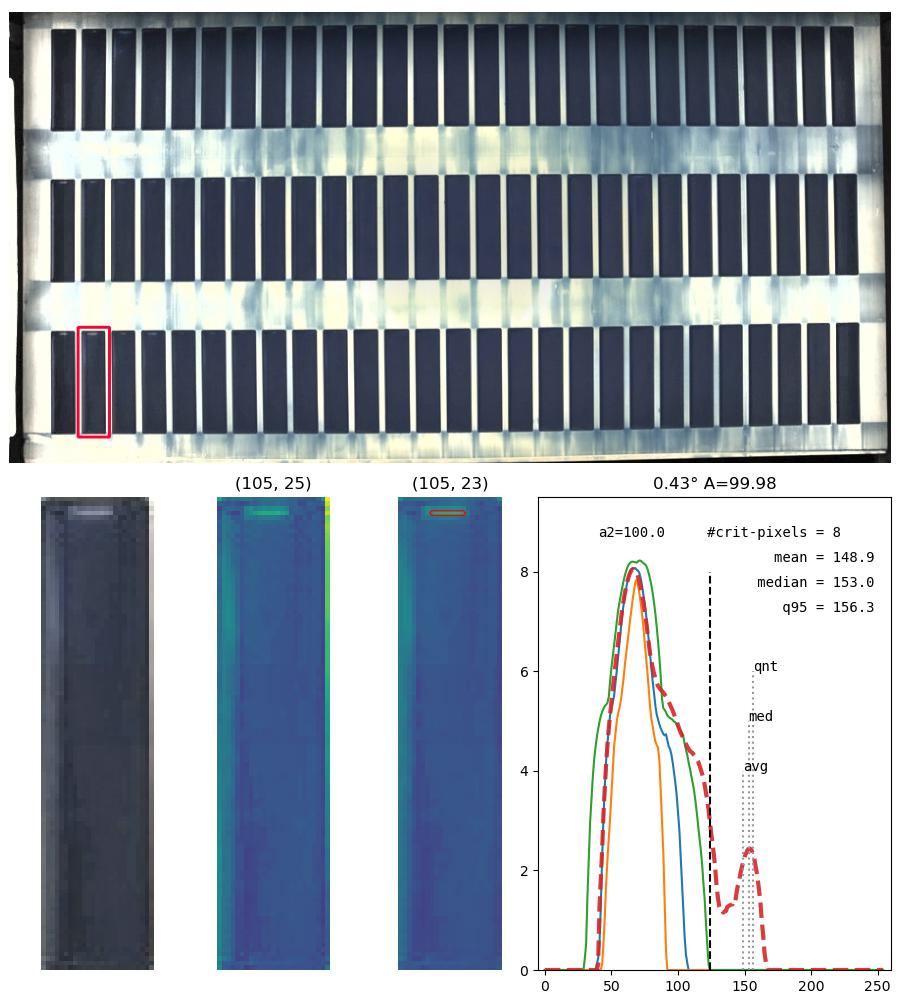 (105, 25)
(105, 23)
0.43° A=99.98
a2=100.0
#crit-pixels = 8
mean = 148.9
median = 153.0
q95 = 156.3
qnt
med
avg
8
6
4
2
0
0 50 100 150 200 250